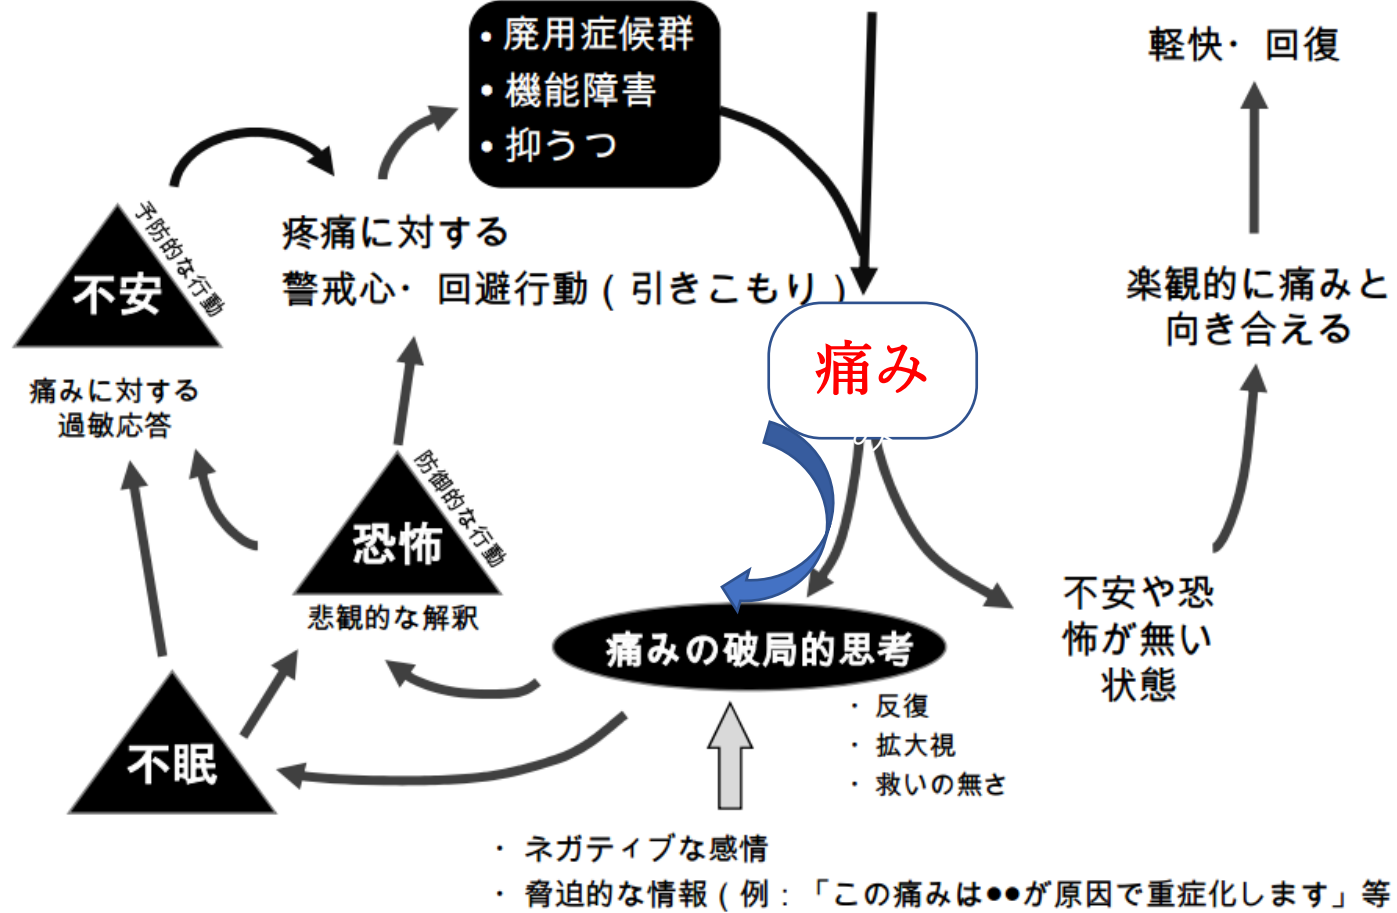 ・廃用症候群
・機能障害
・抑うつ
軽快・回復
予防的な行動
不安
痛みに対する
過敏応答
疼痛に対する
警戒心・回避行動（引きこもり）
痛み
楽観的に痛みと
向き合える
防御的な行動
恐怖
悲観的な解釈
痛みの破局的思考
・反復
・拡大視
・救いの無さ
不安や恐
怖が無い
状態
不眠
・ネガティブな感情
・脅迫的な情報（例：「この痛みは●●が原因で重症化します」等